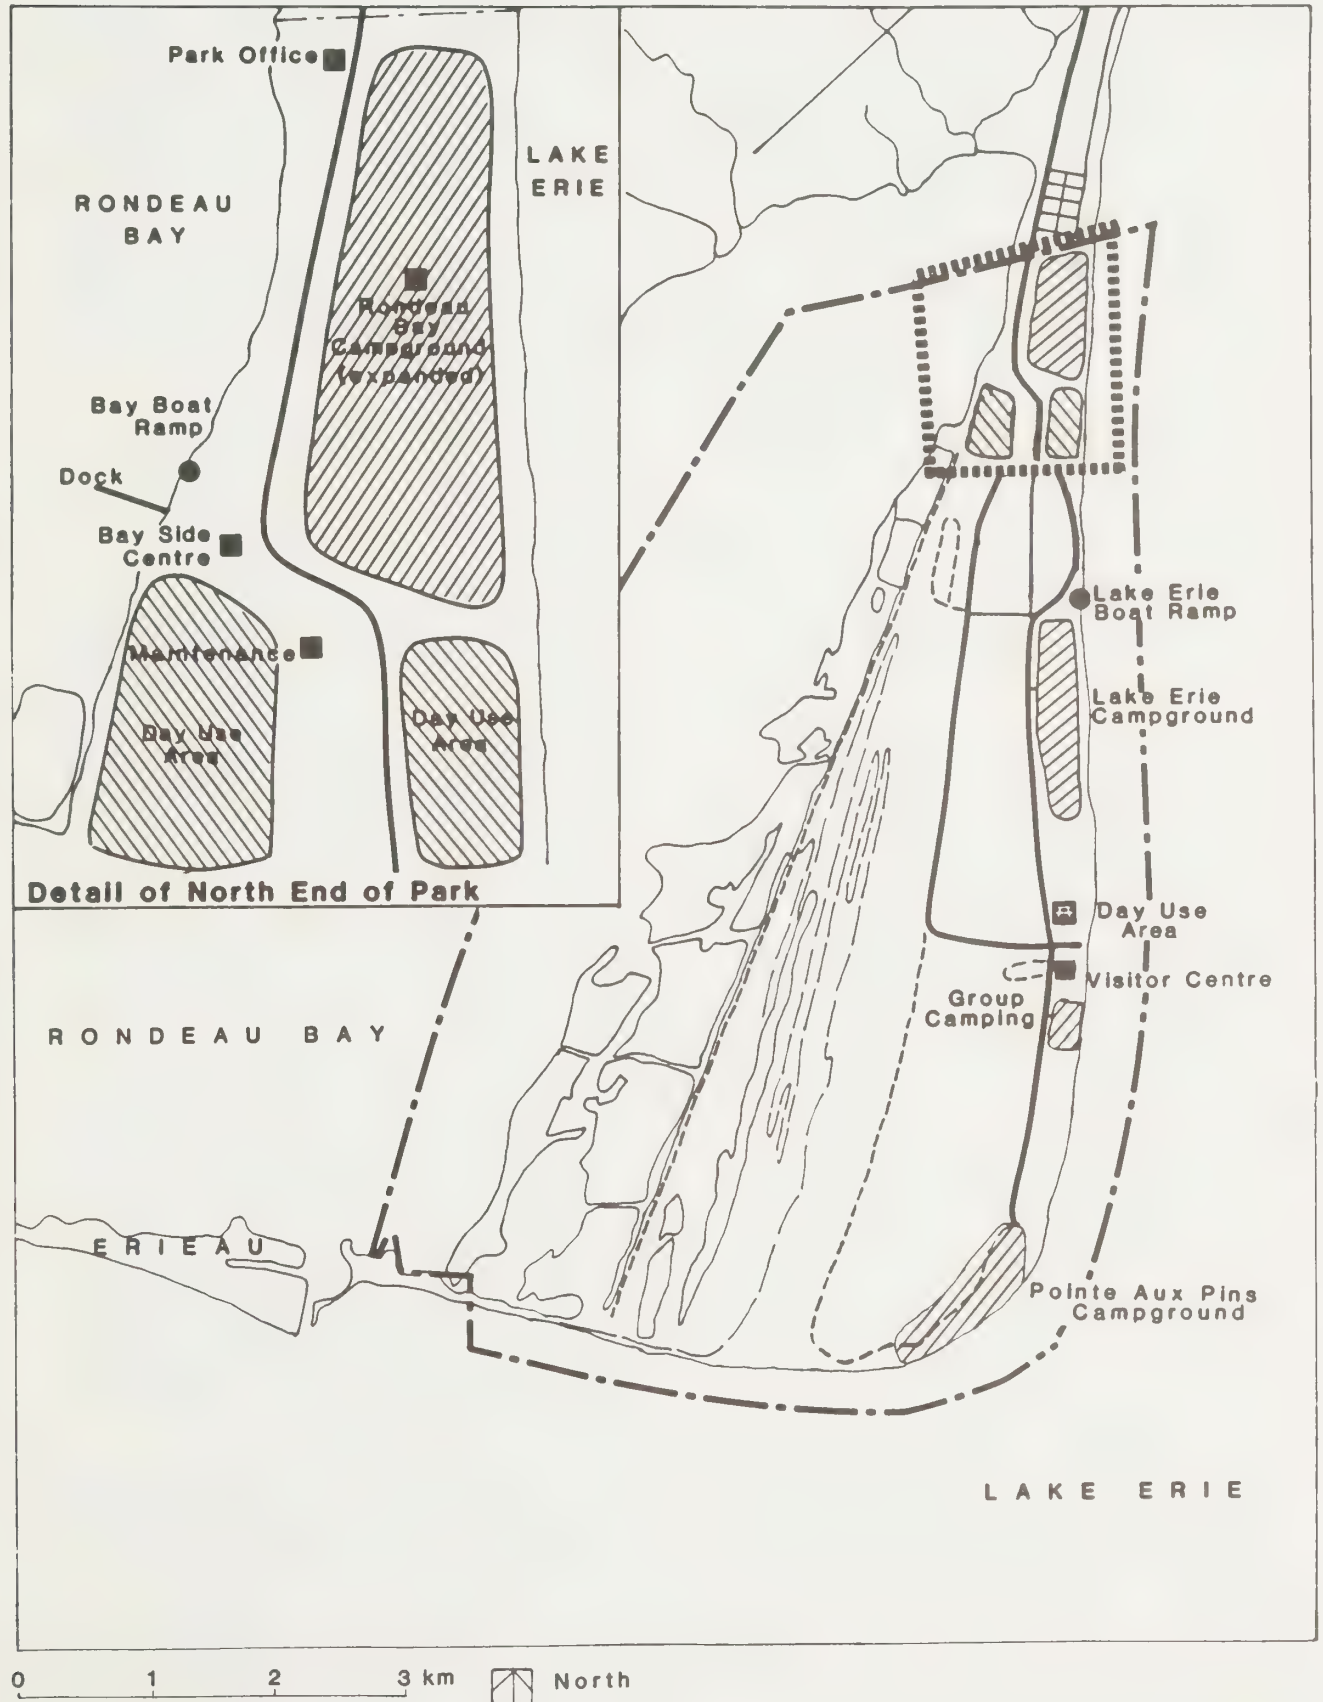 Park Office
LAKE
ERIE
RONDEAU
BAY
Rondeau
Bay
Campground
(expanded)
Bay Boat
Ramp
Dock
Bay Side
Centre
Maintenance
Day Use
Area
Day Use
Area
Detail of North End of Park
Lake Erie
Boat Ramp
Lake Erie
Campground
Day Use
Area
Visitor Centre
Group
Camping
RONDEAU BAY
ERIEAU
Pointe Aux Pins
Campground
LAKE ERIE
0 1 2 3 km North